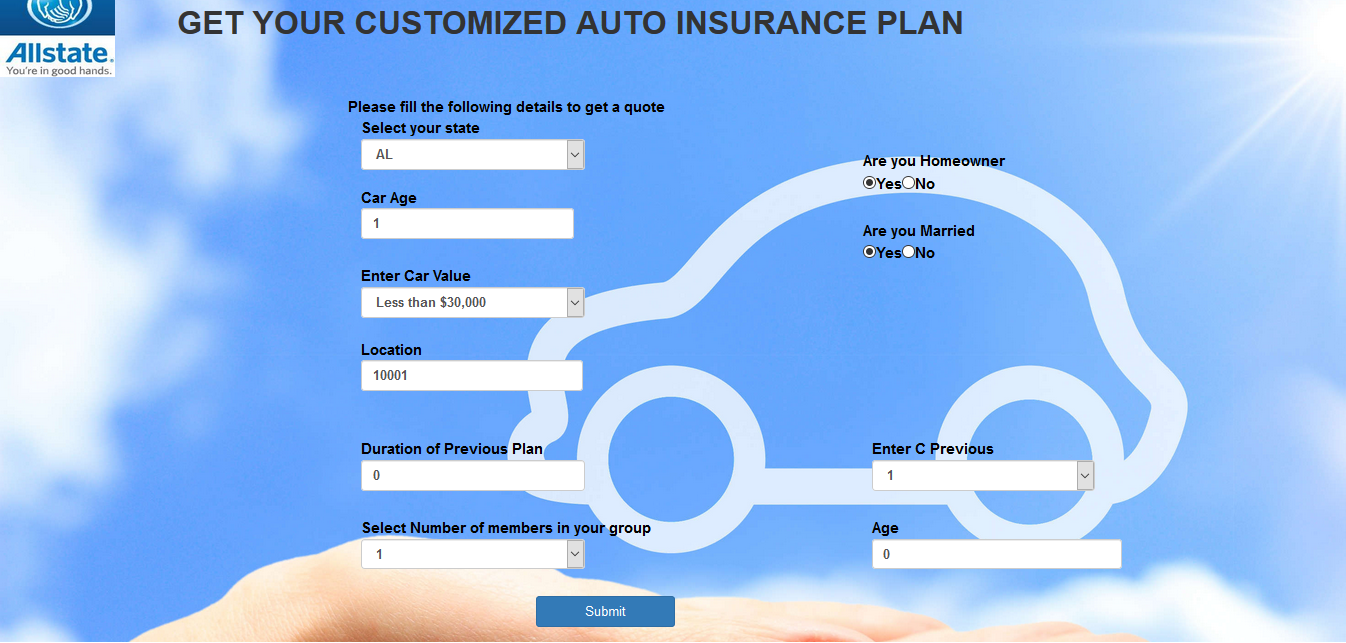 GET YOUR CUSTOMIZED AUTO INSURANCE PLAN
Allstate.
You're in good hands.
Please fill the following details to get a quote
Select your state
AL
Are you Homeowner
Yes No
Car Age
1
Are you Married
Yes No
Enter Car Value
Less than $30,000
Location
10001
Duration of Previous Plan
0
Enter C Previous
1
Select Number of members in your group
1
Age
0
Submit